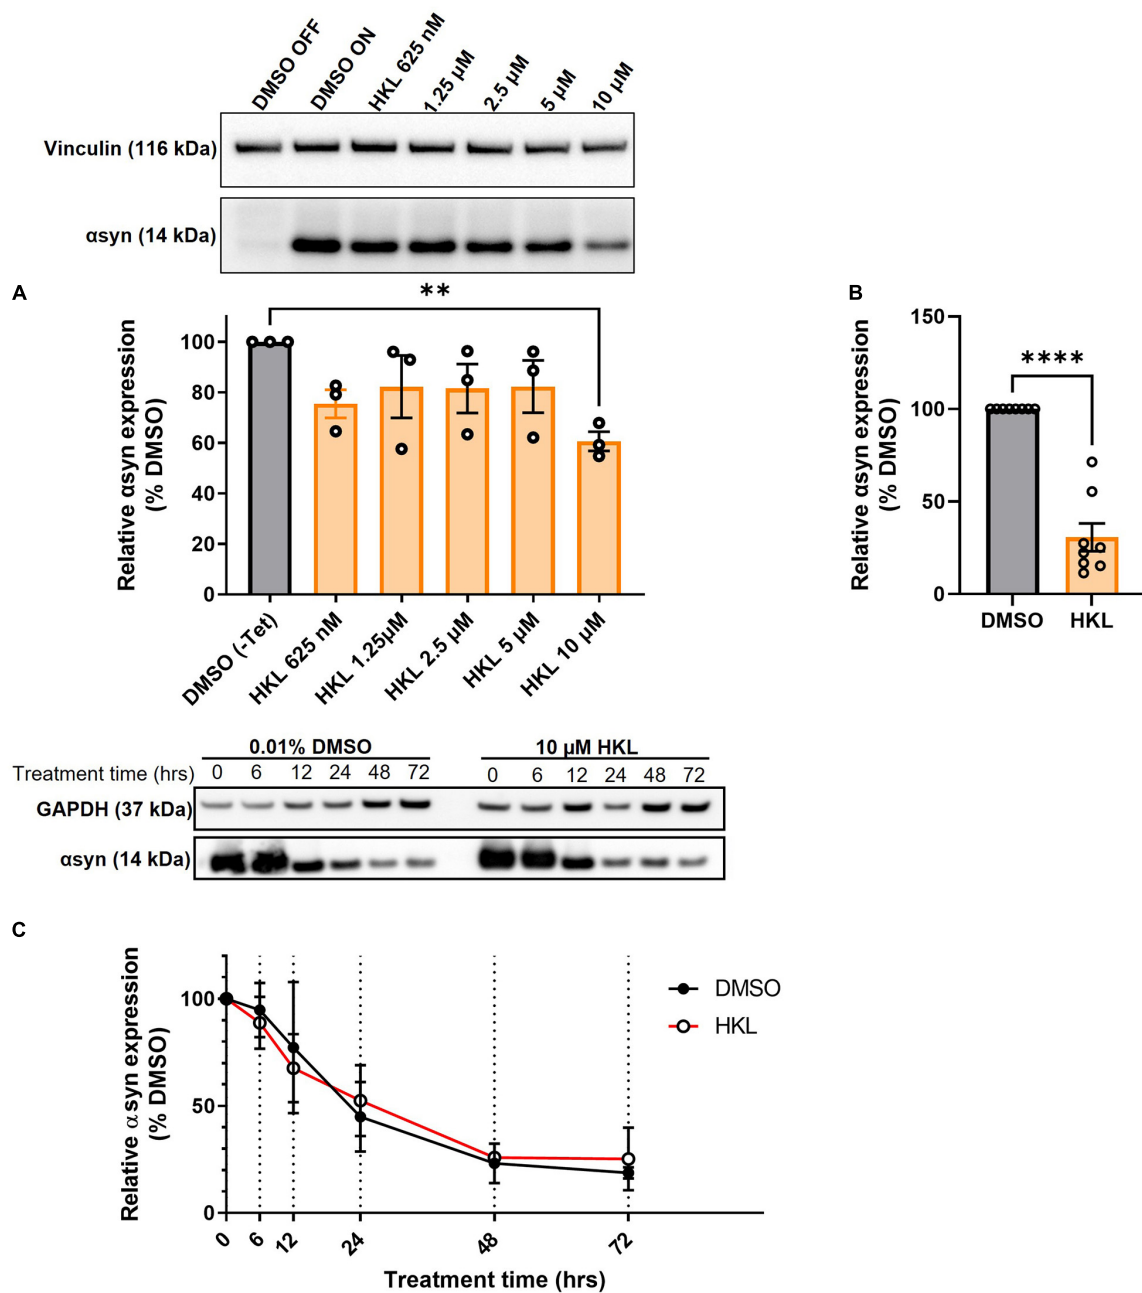 DMSO OFF
DMSO ON
HKL 625 nM
1.25 µM
2.5 µM
5 µM
10 µM
Vinculin (116 kDa)
αsyn (14 kDa)
A
Relative αsyn expression
(% DMSO)
**
100
80
60
40
20
0
DMSO (-Tet)
HKL 625 nM
HKL 1.25µM
HKL 2.5 µM
HKL 5 µM
HKL 10 µM
B
Relative αsyn expression
(% DMSO)
150
100
50
0
****
DMSO
HKL
0.01% DMSO
10 µM HKL
Treatment time (hrs) 0 6 12 24 48 72 0 6 12 24 48 72
GAPDH (37 kDa)
αsyn (14 kDa)
C
Relative αsyn expression
(% DMSO)
100
50
0
0 6 12 24 48 72
Treatment time (hrs)
DMSO
HKL